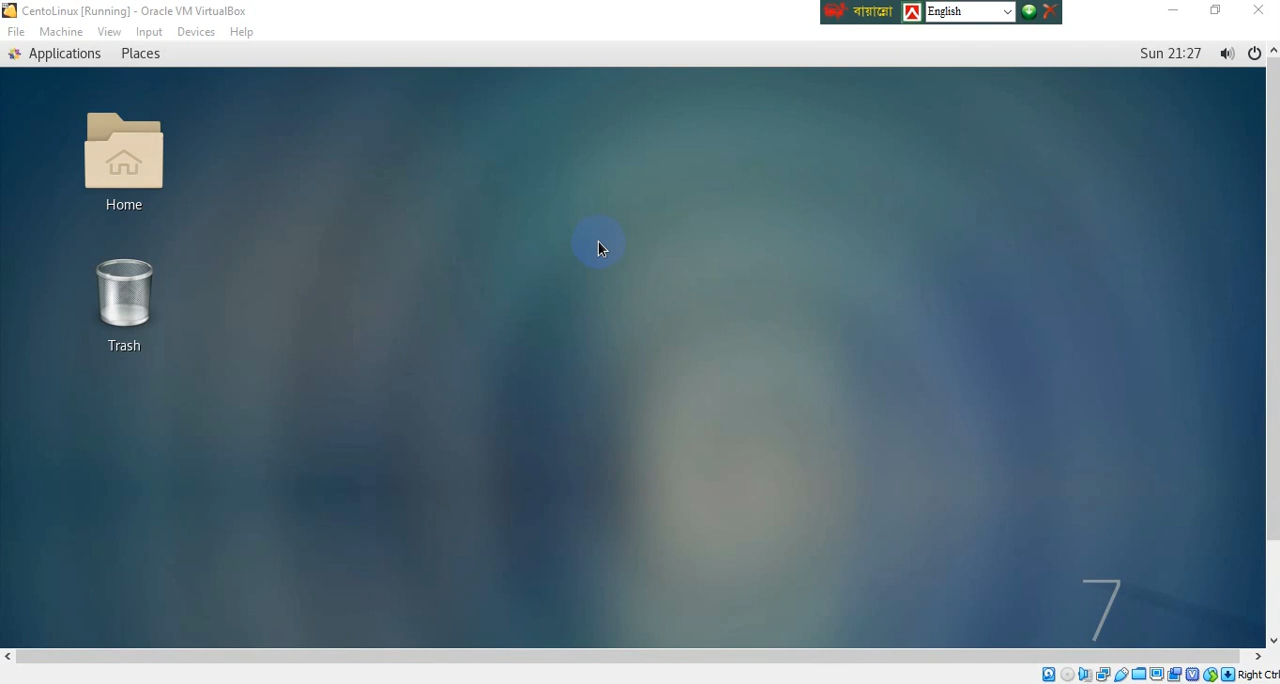 CentoLinux [Running] - Oracle VM VirtualBox
বায়ান্নো English
File Machine View Input Devices Help
Applications Places Sun 21:27
Home
Trash
7
Right Ctrl